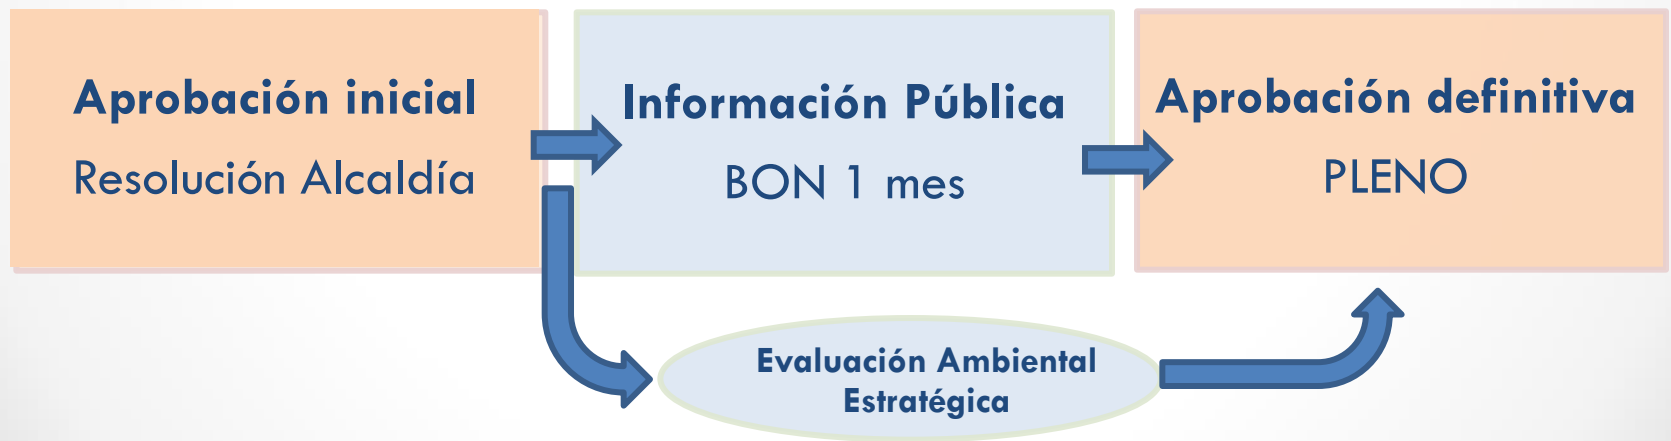 Aprobación inicial
Resolución Alcaldía
Información Pública
BON 1 mes
Aprobación definitiva
PLENO
Evaluación Ambiental
Estratégica